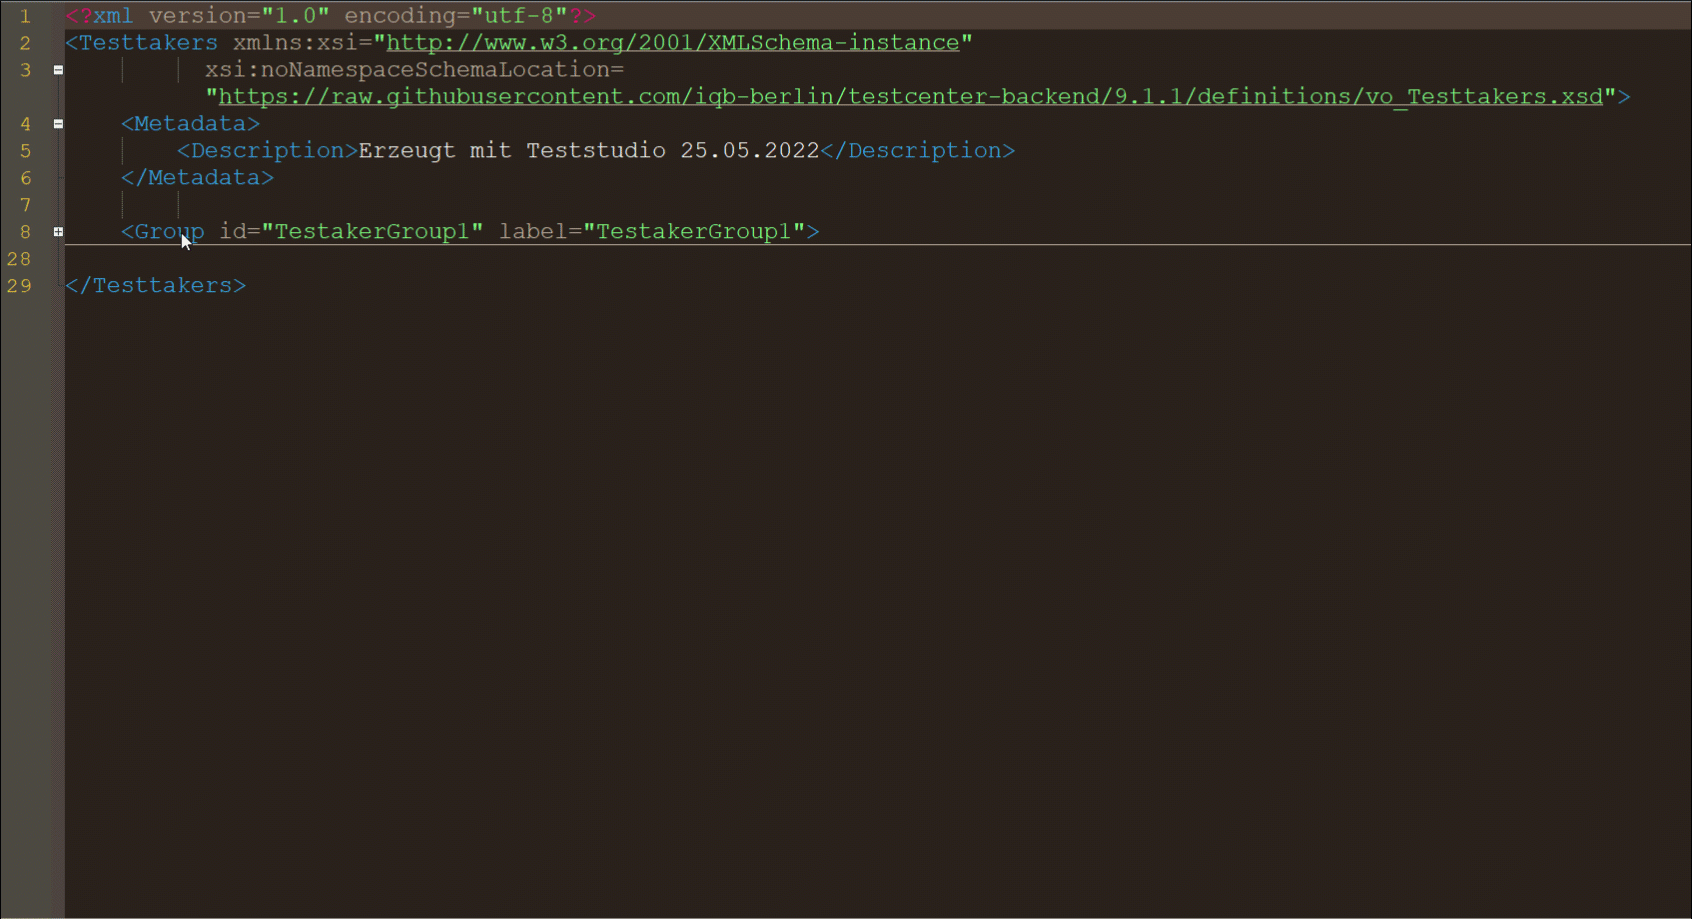 1 <?xml version="1.0" encoding="utf-8"?>
2 <Testtakers xmlns:xsi="http://www.w3.org/2001/XMLSchema-instance"
3 xsi:noNamespaceSchemaLocation=
"https://raw.githubusercontent.com/iqb-berlin/testcenter-backend/9.1.1/definitions/vo_Testtakers.xsd">
4 <Metadata>
5 <Description>Erzeugt mit Teststudio 25.05.2022</Description>
6 </Metadata>
7
8 <Group id="TestakerGroup1" label="TestakerGroup1">
28
29 </Testtakers>